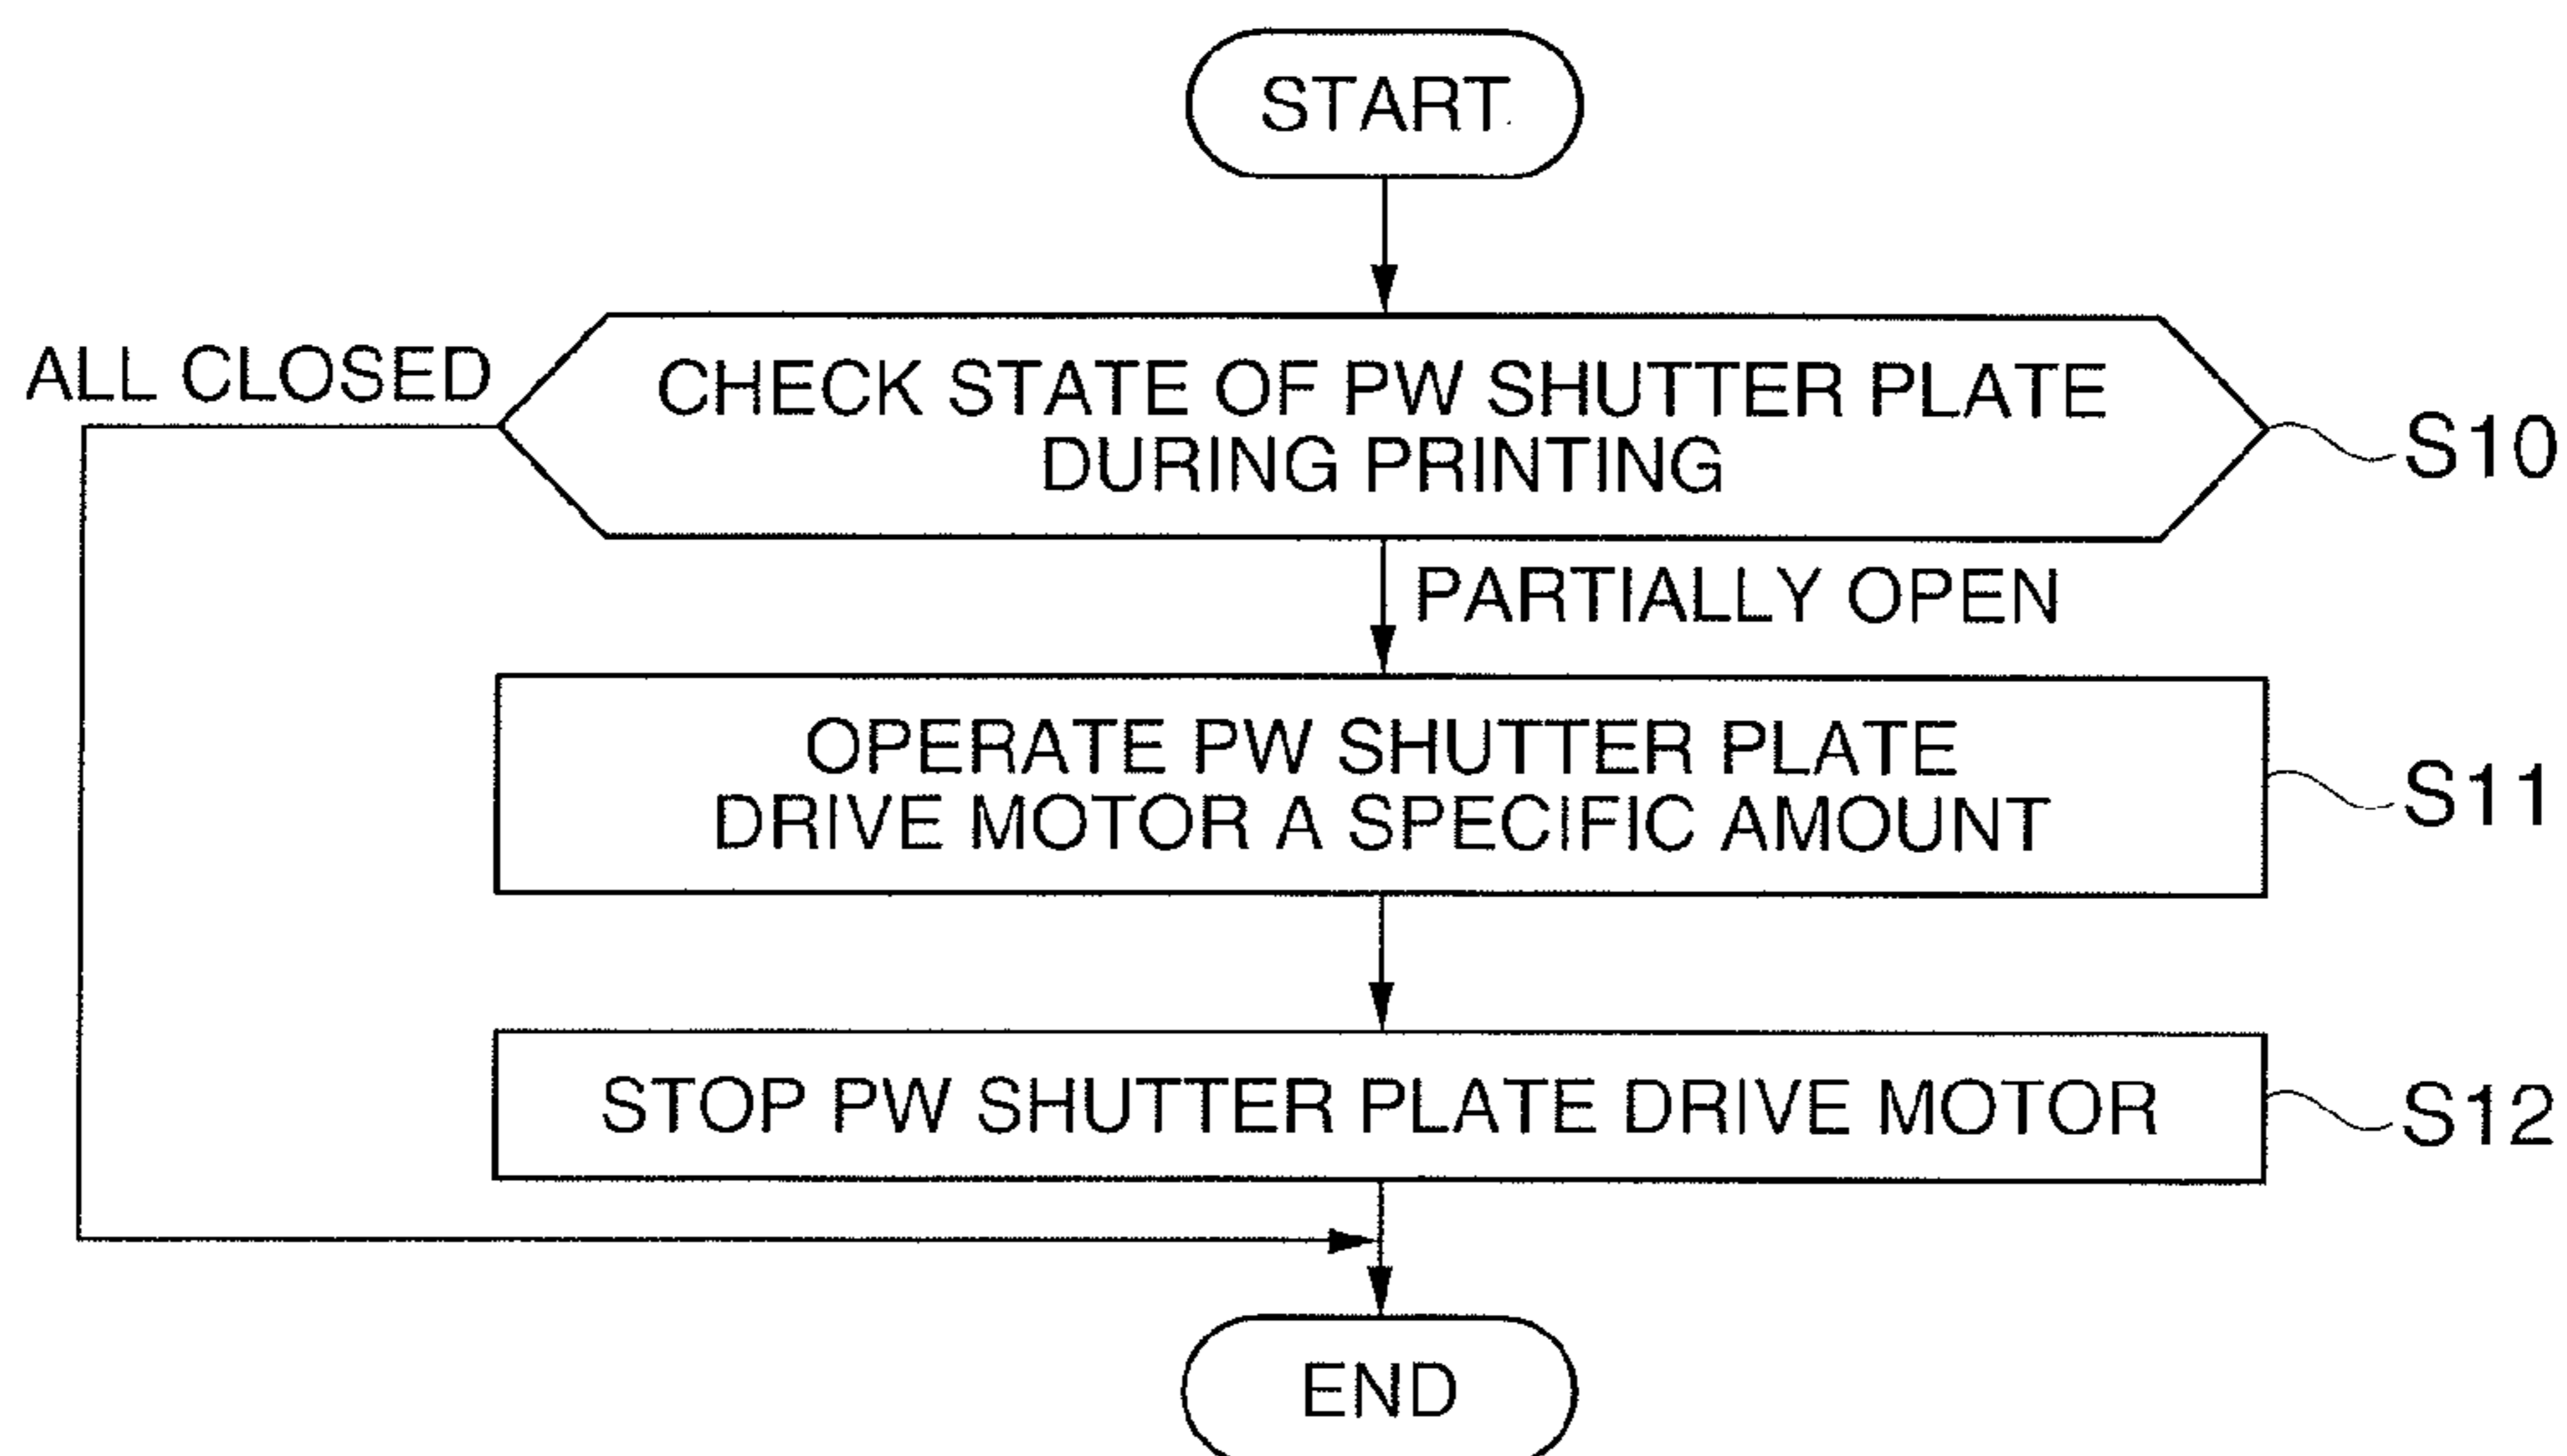 START
ALL CLOSED
CHECK STATE OF PW SHUTTER PLATE
DURING PRINTING
S10
PARTIALLY OPEN
OPERATE PW SHUTTER PLATE
DRIVE MOTOR A SPECIFIC AMOUNT
S11
STOP PW SHUTTER PLATE DRIVE MOTOR
S12
END